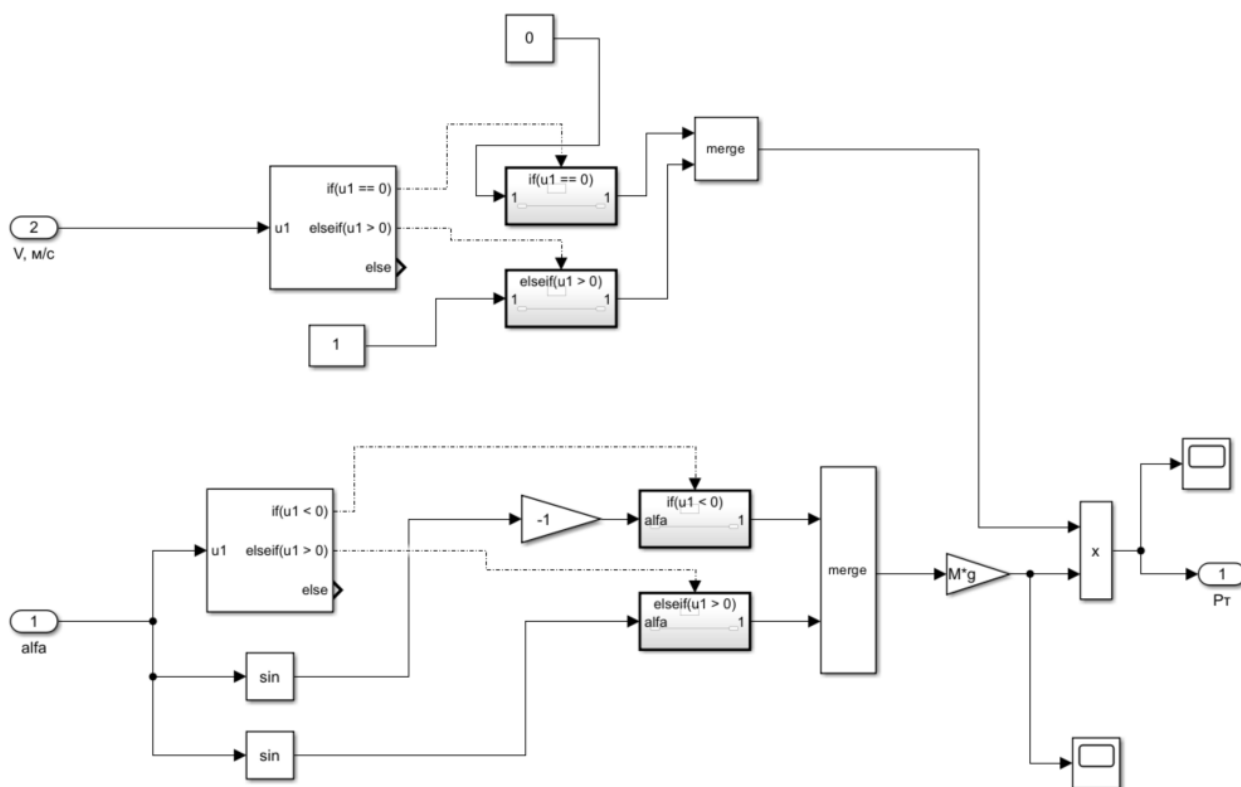 0
if(u1 == 0)
u1
elseif(u1 > 0)
else
2
V, м/с
if(u1 == 0)
1
1
merge
elseif(u1 > 0)
1
1
1
if(u1 < 0)
u1
elseif(u1 > 0)
else
1
alfa
-1
if(u1 < 0)
alfa
1
elseif(u1 > 0)
alfa
1
merge
M*g
x
1
Рт
sin
sin